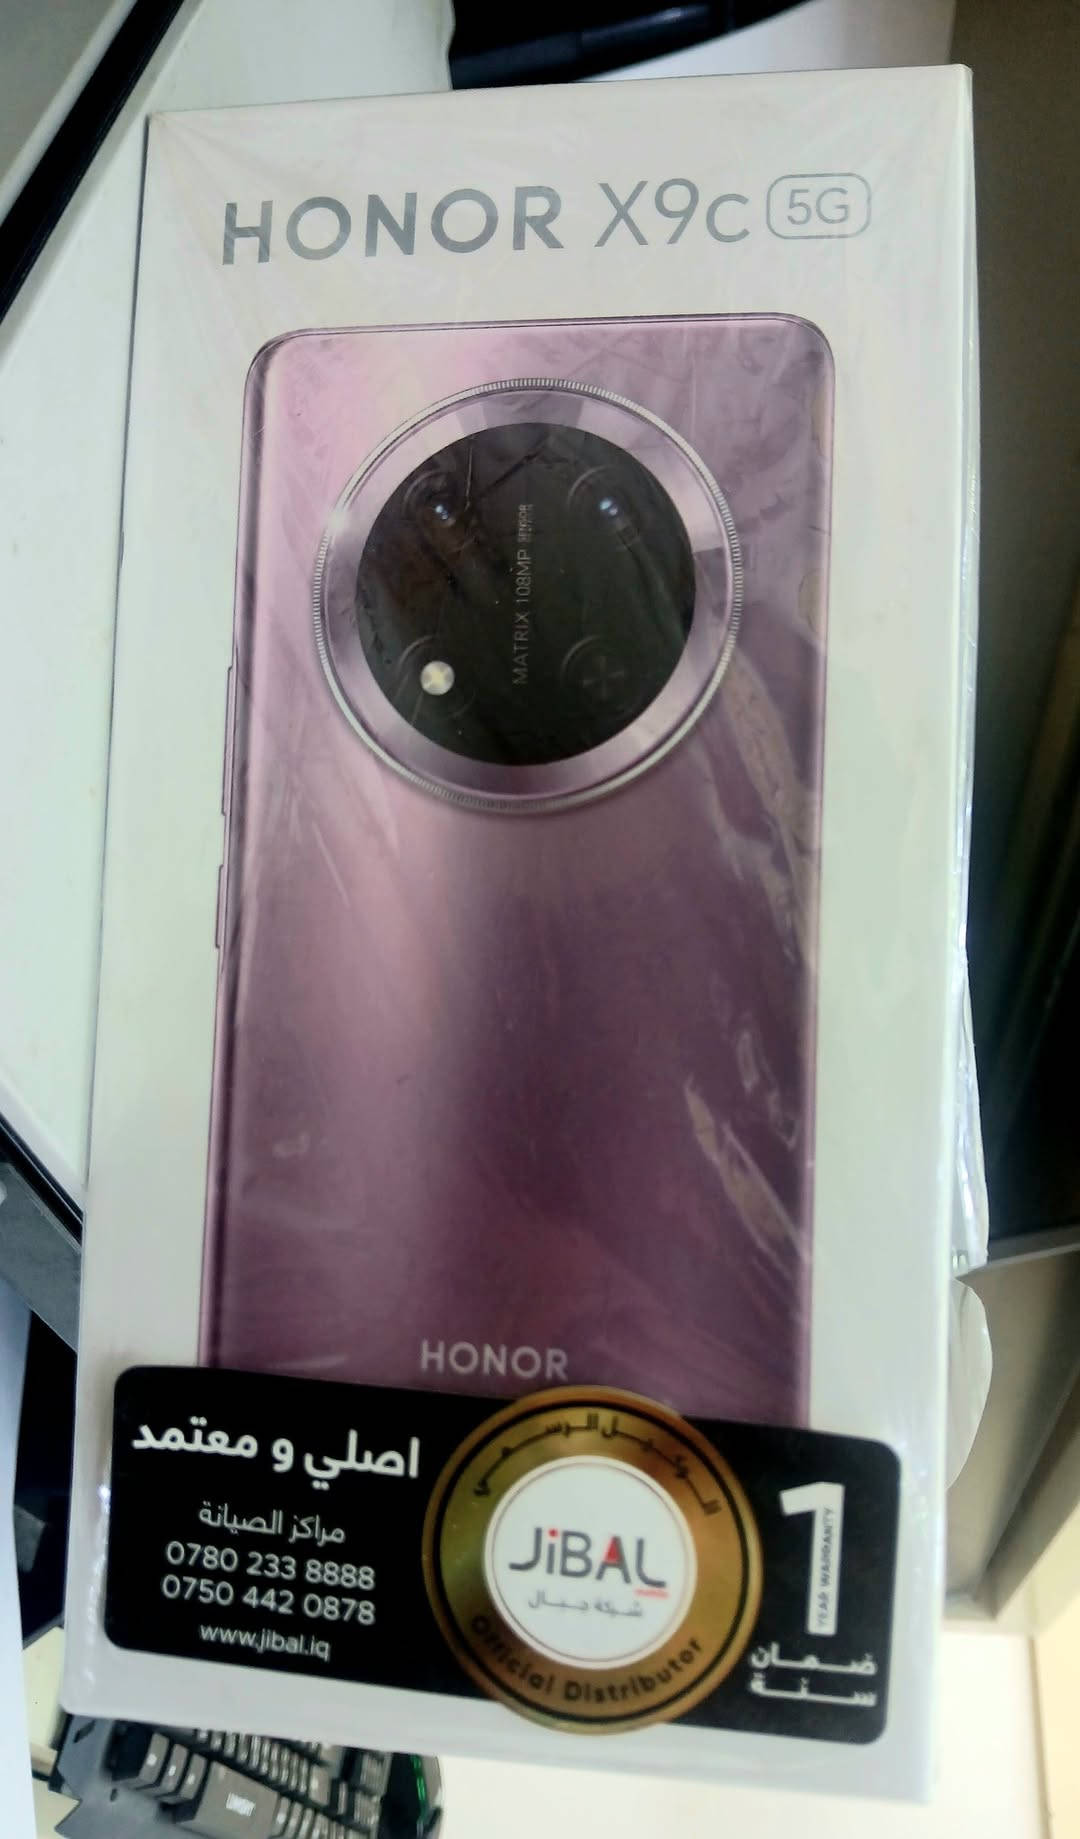 HONOR X9c 5G
MATRIX 108MP SENSOR
HONOR
اصلي و معتمد
مراكز الصيانة
0780 233 8888
0750 442 0878
www.jibal.iq
الوكيل الرسمي
JiBAL
شركة جبال
Official Distributor
1
YEAR WARRANTY
ضمان
سنة